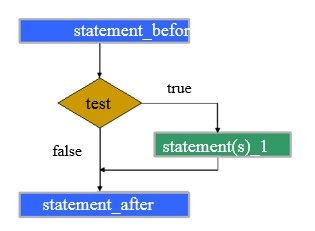 statement_befor
test
true
statement(s)_1
false
statement_after